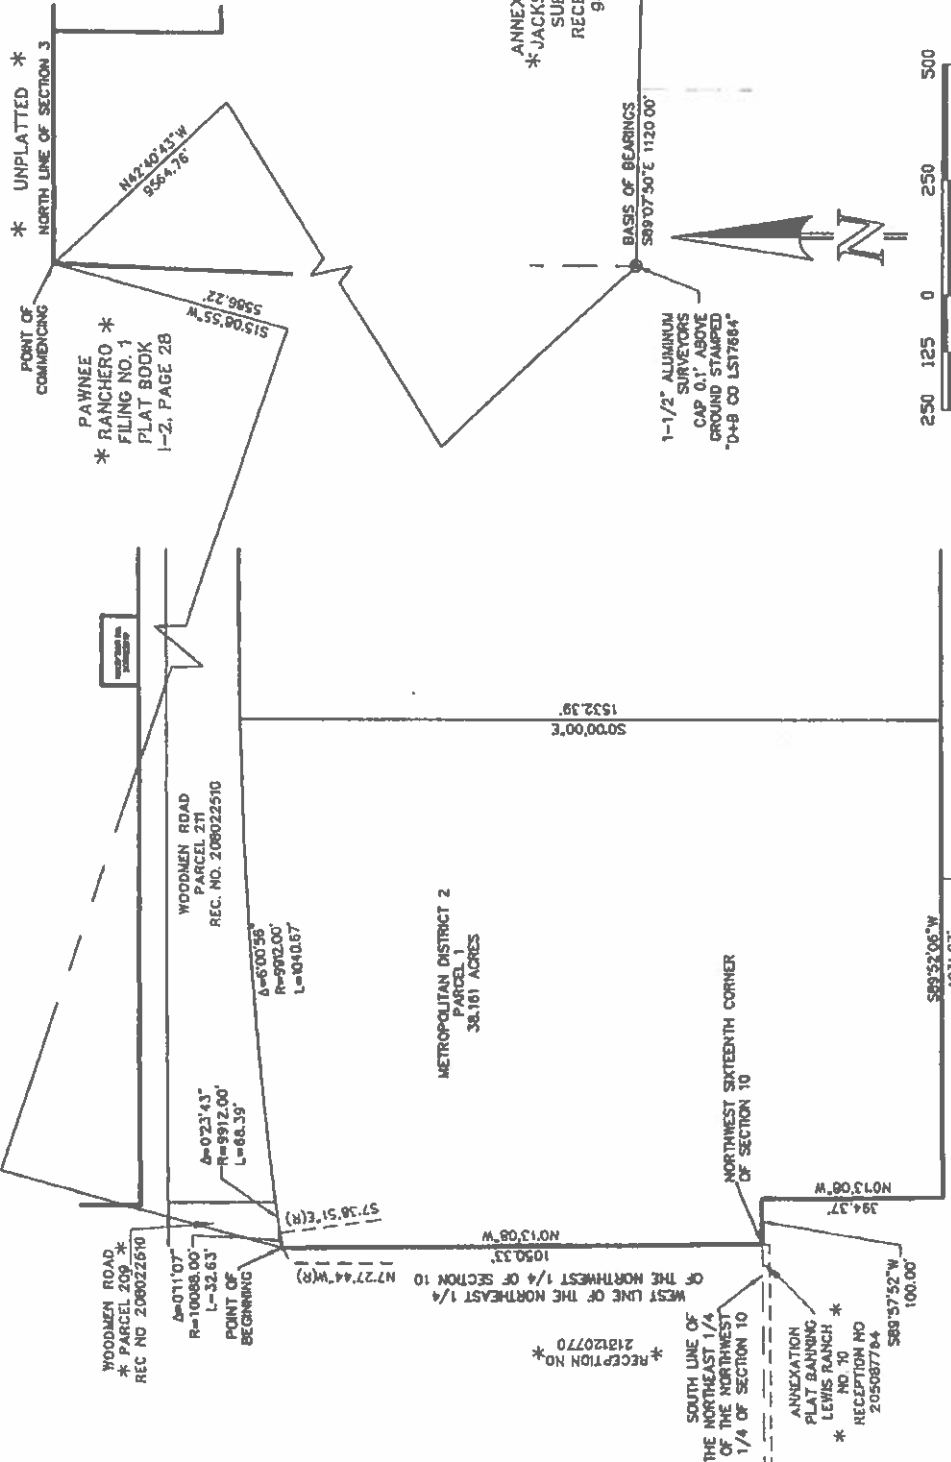 * UNPLATTED *
NORTH LINE OF SECTION 3
POINT OF
COMMENCING
N42°40'43"W
9564.76'
S15°08'55"W
5586.22'
PAWNEE
* RANCHERO *
FILING NO. 1
PLAT BOOK
I-2, PAGE 28
ANNEX
* JACKS
SUB
RECE
9
BASIS OF BEARINGS
S89°07'50"E 1120.00'
1-1/2" ALUMINUM
SURVEYORS
CAP 0.1' ABOVE
GROUND STAMPED
"D+B CO LS17664"
N
250 125 0 250 500
WOODMEN ROAD
PARCEL 211
REC. NO. 208022510
S0°00'00"E
1532.39'
Δ=6°00'56"
R=9912.00'
L=1040.67'
METROPOLITAN DISTRICT 2
PARCEL 1
38.161 ACRES
Δ=0°23'43"
R=9912.00'
L=68.39'
WOODMEN ROAD
* PARCEL 209 *
REC NO 208022610
Δ=0°11'07"
R=10088.00'
L=32.63'
POINT OF
BEGINNING
S7°38'51"E(R)
N7°27'44"W(R)
N0°13'08"W
1050.33'
WEST LINE OF THE NORTHEAST 1/4
OF THE NORTHWEST 1/4 OF SECTION 10
*RECEPTION NO*
218120770
NORTHWEST SIXTEENTH CORNER
OF SECTION 10
SOUTH LINE OF
THE NORTHEAST 1/4
OF THE NORTHWEST
1/4 OF SECTION 10
ANNEXATION
PLAT BANNING
LEWIS RANCH
* NO. 10 *
RECEPTION NO
205087784
S89°57'52"W
100.00'
N0°13'08"W
394.37'
S89°52'06"W